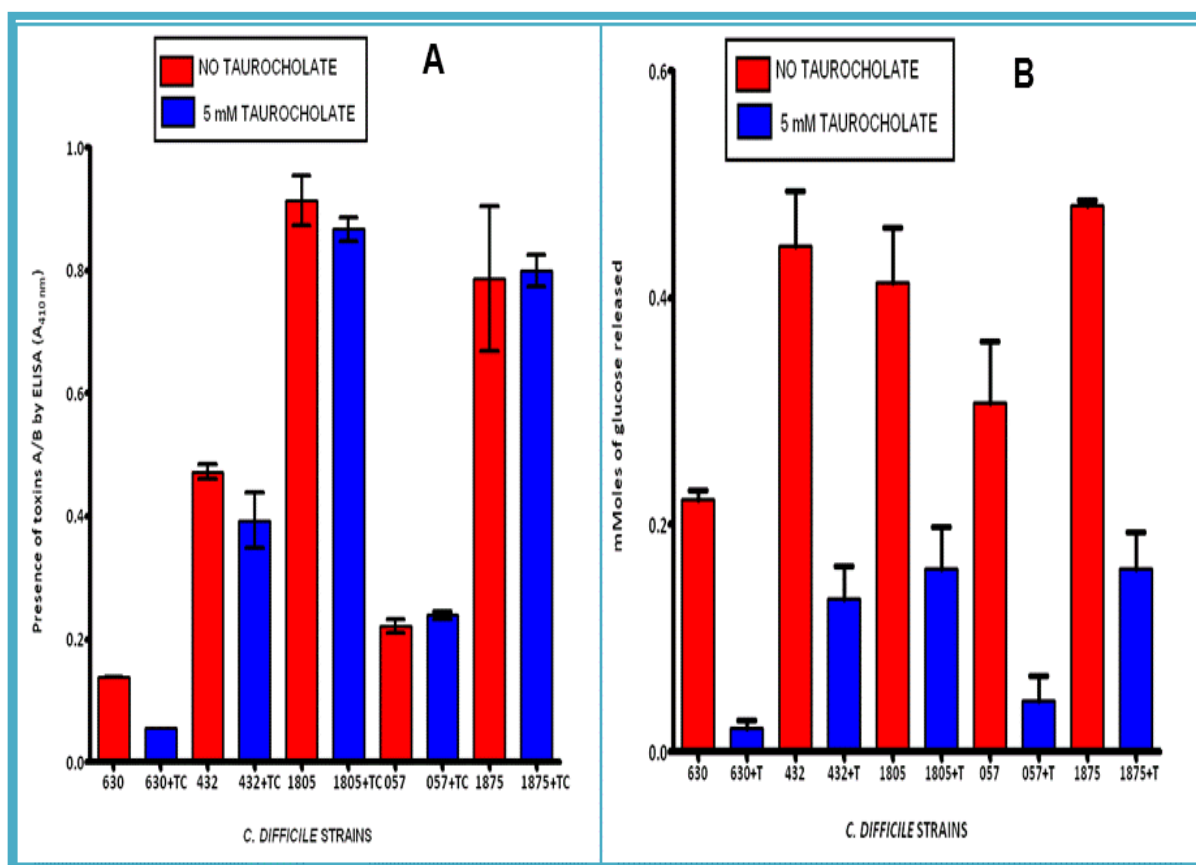 A
NO TAUROCHOLATE
5 mM TAUROCHOLATE
Presence of toxins A/B by ELISA (A410 nm)
1.0
0.8
0.6
0.4
0.2
0.0
630 630+TC 432 432+TC 1805 1805+TC 057 057+TC 1875 1875+TC
C. DIFFICILE STRAINS
B
NO TAUROCHOLATE
5 mM TAUROCHOLATE
mMoles of glucose released
0.6
0.4
0.2
0.0
630 630+T 432 432+T 1805 1805+T 057 057+T 1875 1875+T
C. DIFFICILE STRAINS